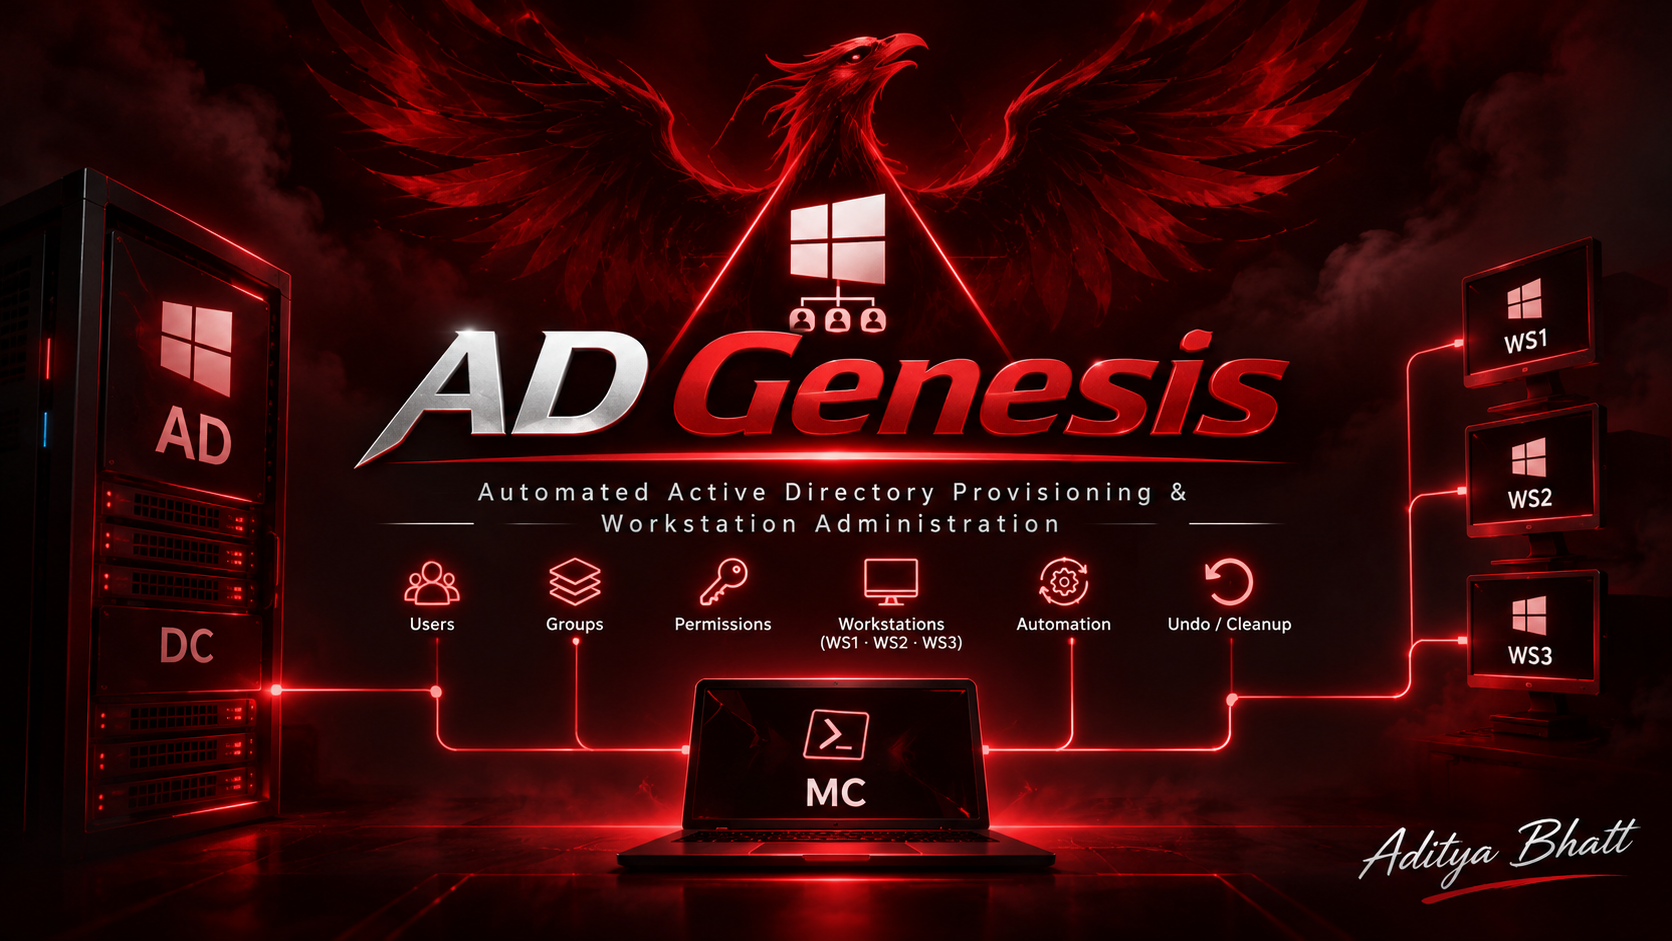 AD Genesis
Automated Active Directory Provisioning &
Workstation Administration
Users
Groups
Permissions
Workstations
(WS1 · WS2 · WS3)
Automation
Undo / Cleanup
AD
DC
MC
WS1
WS2
WS3
Aditya Bhatt